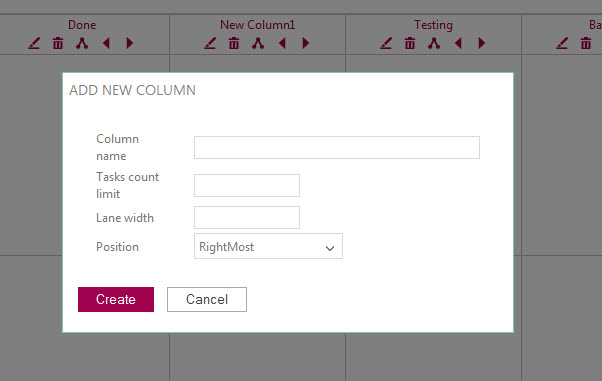 Done New Column1 Testing Ba
ADD NEW COLUMN
Column
name
Tasks count
limit
Lane width
Position RightMost
Create Cancel